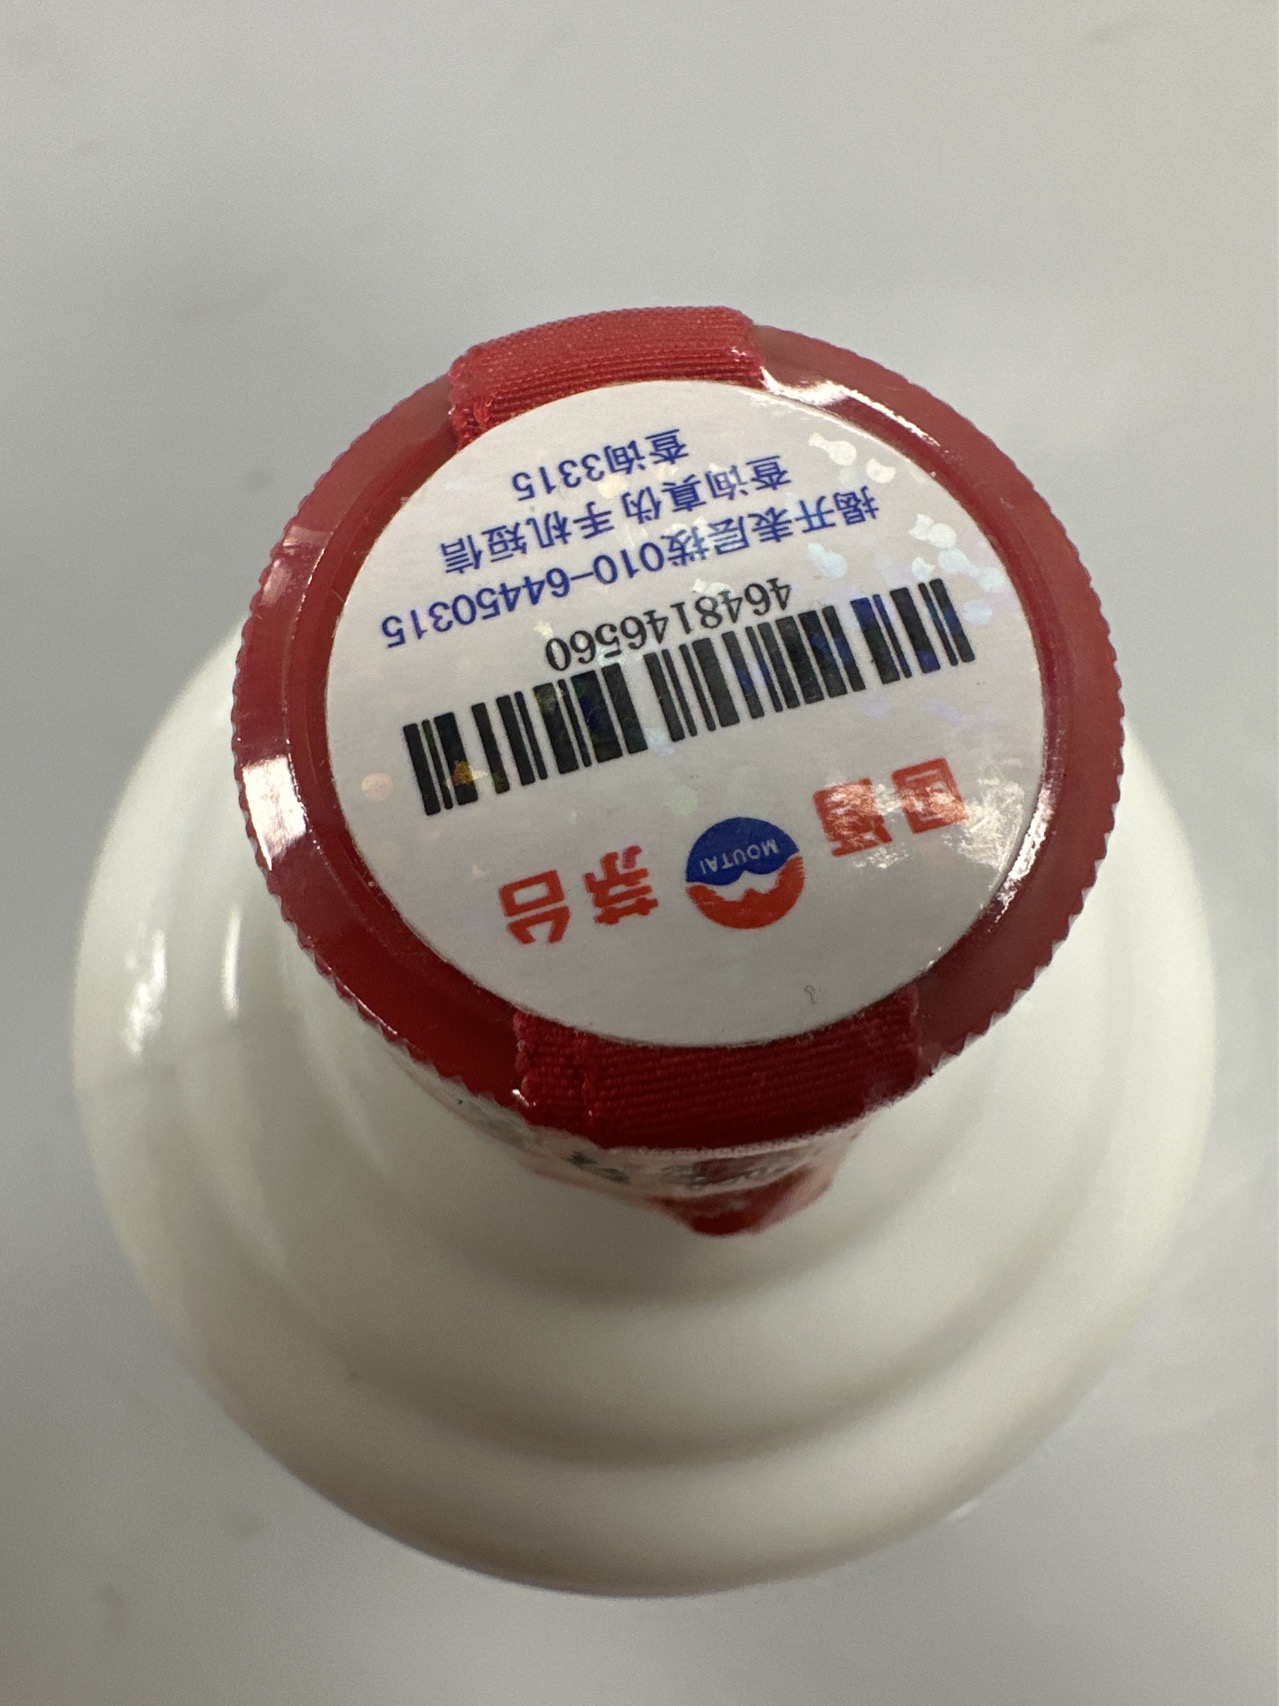 国酒 MOUTAI 茅台
4648146560
揭开表层拨010-64450315
查询真伪 手机短信
查询3315